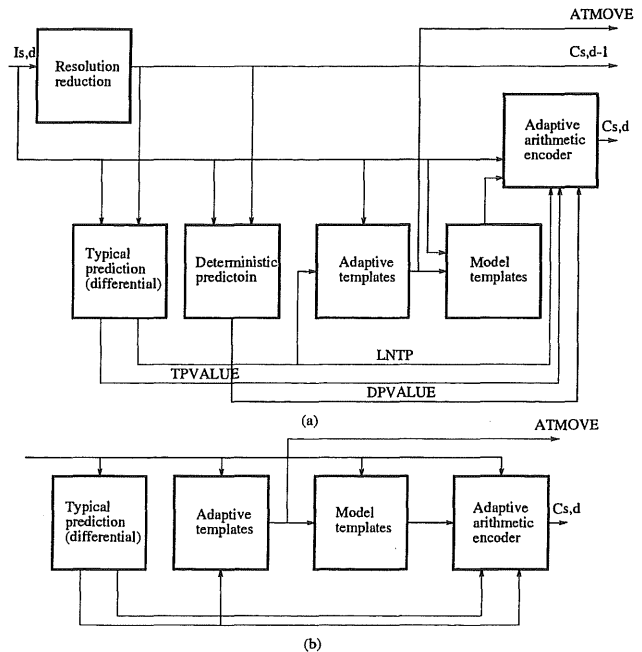 ATMOVE
Is,d
Resolution
reduction
Cs,d-1
Adaptive
arithmetic
encoder
Cs,d
Typical
prediction
(differential)
Deterministic
predictoin
Adaptive
templates
Model
templates
LNTP
TPVALUE
DPVALUE
(a)
ATMOVE
Typical
prediction
(differential)
Adaptive
templates
Model
templates
Adaptive
arithmetic
encoder
Cs,d
(b)